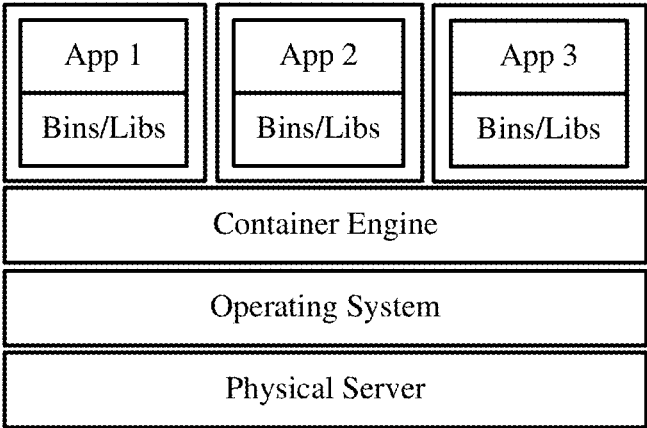 App 1 App 2 App 3
Bins/Libs Bins/Libs Bins/Libs
Container Engine
Operating System
Physical Server